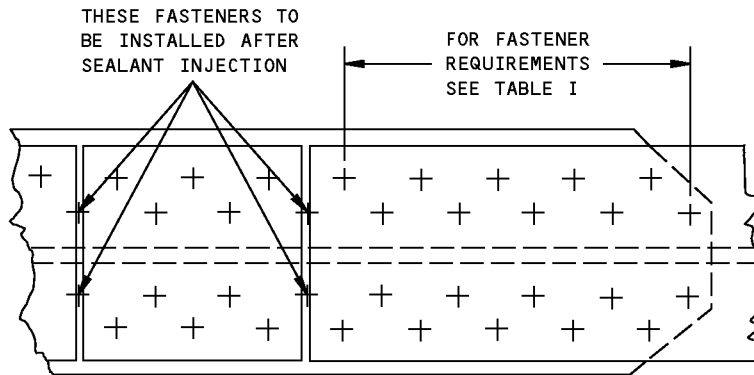 THESE FASTENERS TO
BE INSTALLED AFTER
SEALANT INJECTION
FOR FASTENER
REQUIREMENTS
SEE TABLE I